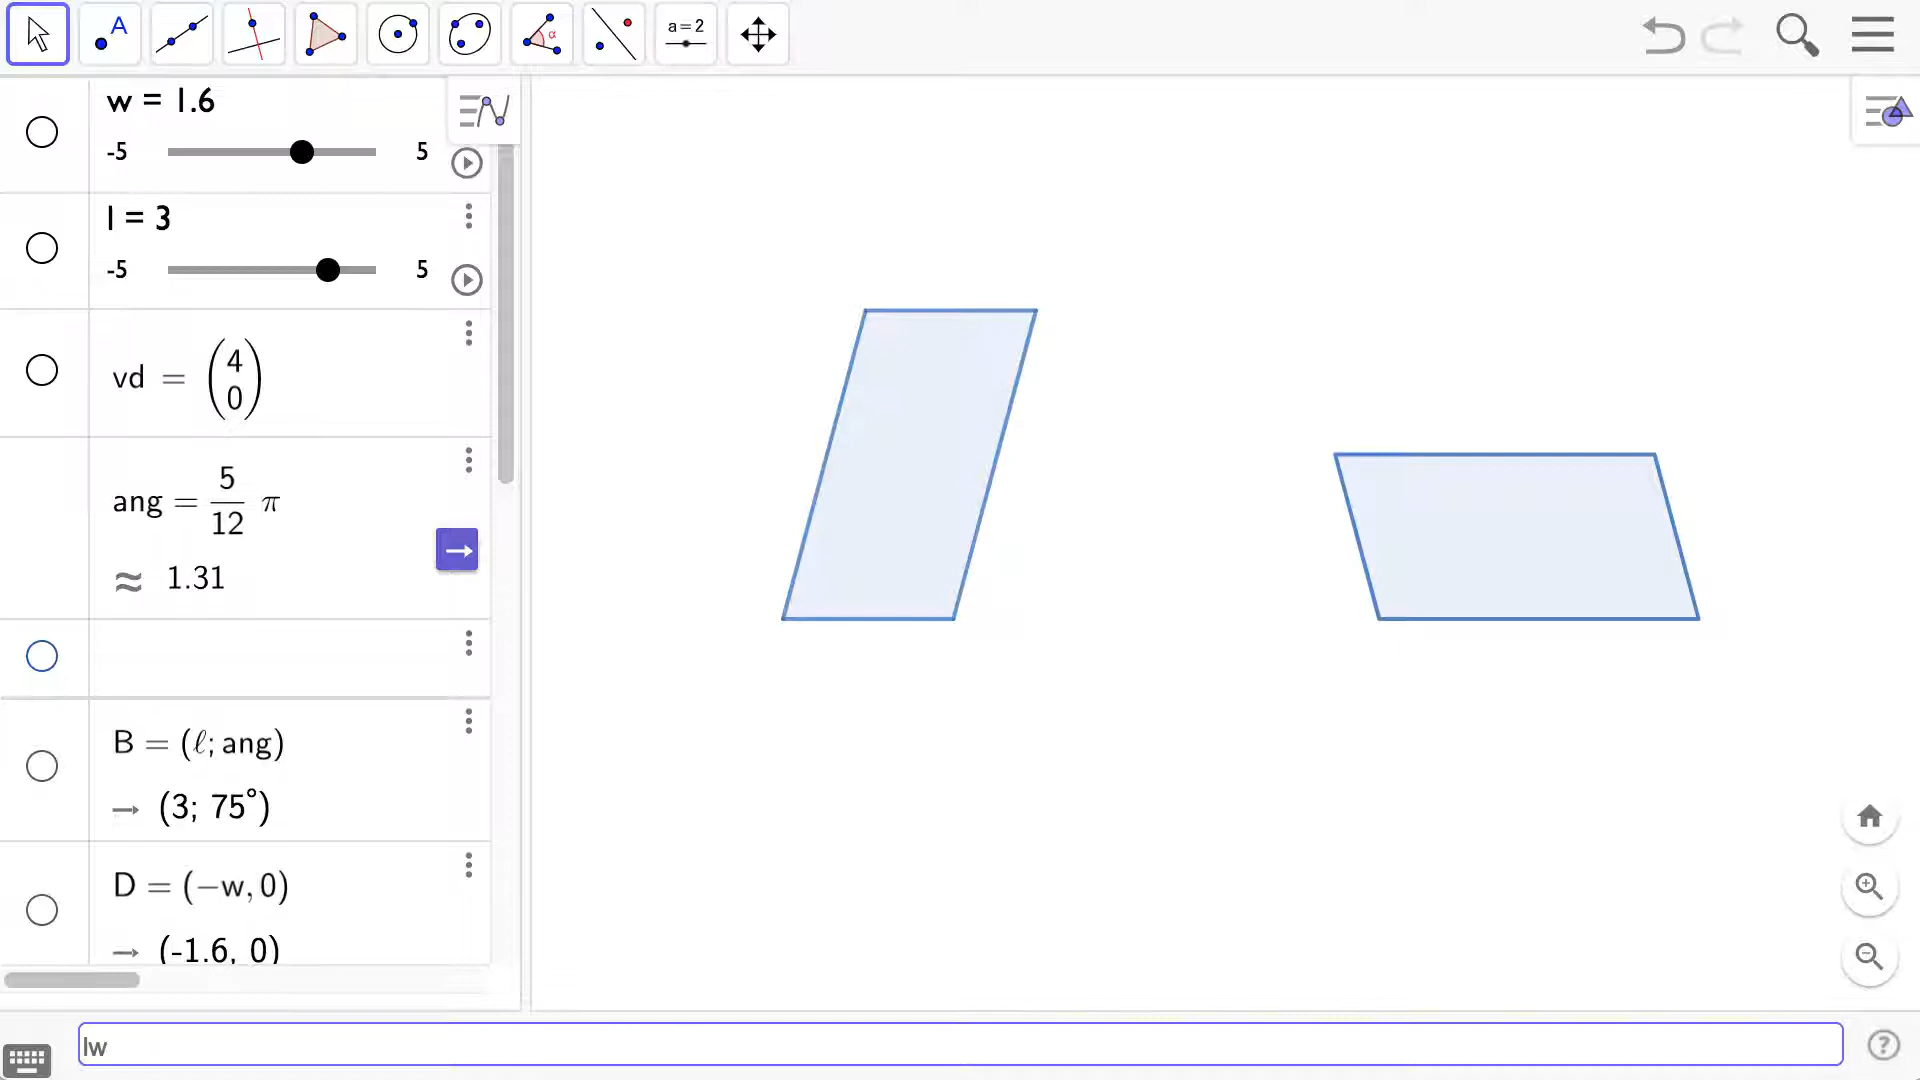 A
α
a=2
w = 1.6
-5 5
l = 3
-5 5
vd = (4 0)
ang = 5/12 π
≈ 1.31
B = (ℓ; ang)
→ (3; 75°)
D = (−w, 0)
→ (-1.6, 0)
lw
?